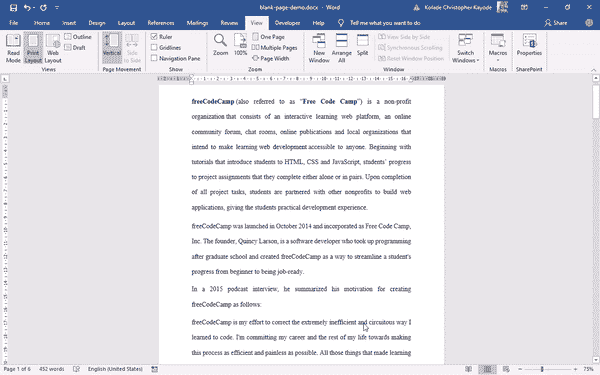 blank-page-demo.docx - Word
Kolade Christopher Kayode
File Home Insert Design Layout References Mailings Review View Developer Help Tell me what you want to do Share
Read Mode Print Layout Web Layout Outline Draft
Vertical Side to Side
Ruler Gridlines Navigation Pane
Zoom 100% One Page Multiple Pages Page Width
New Window Arrange All Split View Side by Side Synchronous Scrolling Reset Window Position
Switch Windows Macros Properties
Views Page Movement Show Zoom Window Macros SharePoint
freeCodeCamp (also referred to as "Free Code Camp") is a non-profit
organization that consists of an interactive learning web platform, an online
community forum, chat rooms, online publications and local organizations that
intend to make learning web development accessible to anyone. Beginning with
tutorials that introduce students to HTML, CSS and JavaScript, students' progress
to project assignments that they complete either alone or in pairs. Upon completion
of all project tasks, students are partnered with other nonprofits to build web
applications, giving the students practical development experience.
freeCodeCamp was launched in October 2014 and incorporated as Free Code Camp,
Inc. The founder, Quincy Larson, is a software developer who took up programming
after graduate school and created freeCodeCamp as a way to streamline a student's
progress from beginner to being job-ready.
In a 2015 podcast interview, he summarized his motivation for creating
freeCodeCamp as follows:
freeCodeCamp is my effort to correct the extremely inefficient and circuitous way I
learned to code. I'm committing my career and the rest of my life towards making
this process as efficient and painless as possible. All those things that made learning
Page 1 of 6 452 words English (United States) 75%